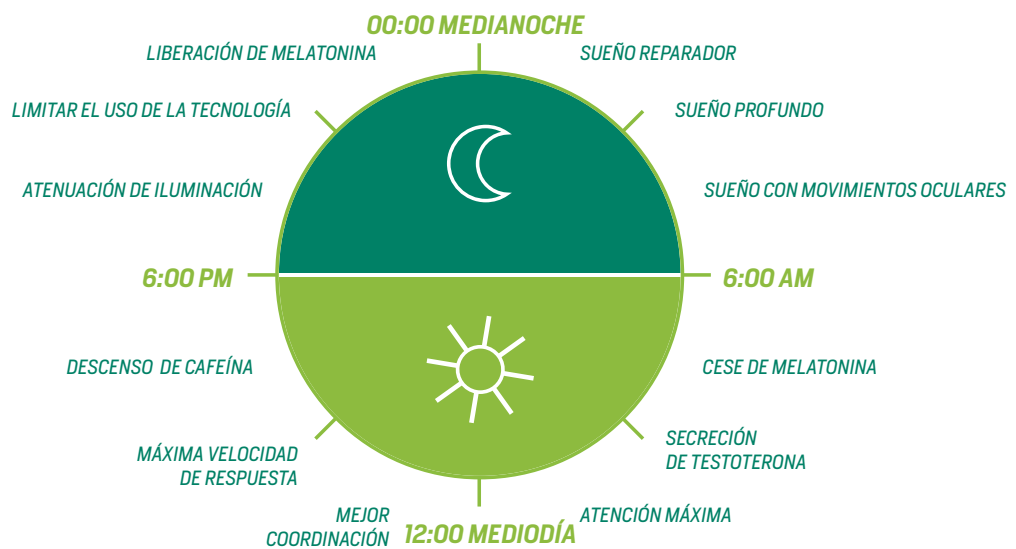 00:00 MEDIANOCHE
LIBERACIÓN DE MELATONINA
SUEÑO REPARADOR
LIMITAR EL USO DE LA TECNOLOGÍA
SUEÑO PROFUNDO
ATENUACIÓN DE ILUMINACIÓN
SUEÑO CON MOVIMIENTOS OCULARES
6:00 PM
6:00 AM
DESCENSO DE CAFEÍNA
CESE DE MELATONINA
MÁXIMA VELOCIDAD
DE RESPUESTA
SECRECIÓN
DE TESTOTERONA
MEJOR
COORDINACIÓN
12:00 MEDIODÍA
ATENCIÓN MÁXIMA